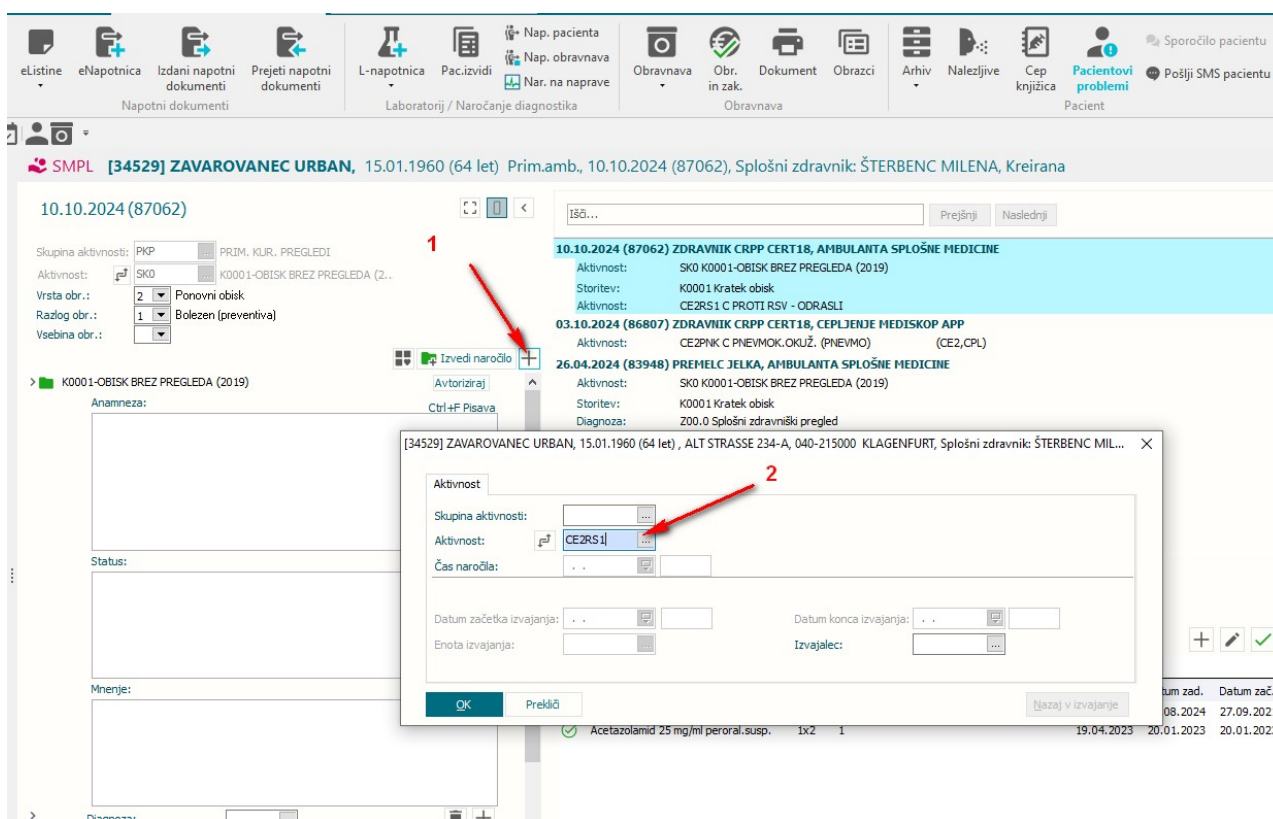 eListine
eNapotnica
Izdani napotni dokumenti
Prejeti napotni dokumenti
Napotni dokumenti
L-napotnica
Pac.izvidi
Nap. pacienta
Nap. obravnava
Nar. na naprave
Laboratorij / Naročanje diagnostika
Obravnava
Obr. in zak.
Dokument
Obrazci
Obravnava
Arhiv
Nalezljive
Cep knjižica
Pacientovi problemi
Sporočilo pacientu
Pošlji SMS pacientu
Pacient
SMPL [34529] ZAVAROVANEC URBAN, 15.01.1960 (64 let) Prim.amb., 10.10.2024 (87062), Splošni zdravnik: ŠTERBENC MILENA, Kreirana
10.10.2024 (87062)
Skupina aktivnosti: PKP ... PRIM. KUR. PREGLEDI
Aktivnost: SK0 ... K0001-OBISK BREZ PREGLEDA (2...
Vrsta obr.: 2 Ponovni obisk
Razlog obr.: 1 Bolezen (preventiva)
Vsebina obr.:
1
Izvedi naročilo
K0001-OBISK BREZ PREGLEDA (2019)
Avtoriziraj
Anamneza:
Ctrl+F Pisava
Status:
Mnenje:
Diagnoza:
Išči...
Prejšnji
Naslednji
10.10.2024 (87062) ZDRAVNIK CRPP CERT18, AMBULANTA SPLOŠNE MEDICINE
Aktivnost: SK0 K0001-OBISK BREZ PREGLEDA (2019)
Storitev: K0001 Kratek obisk
Aktivnost: CE2RS1 C PROTI RSV - ODRASLI
03.10.2024 (86807) ZDRAVNIK CRPP CERT18, CEPLJENJE MEDISKOP APP
Aktivnost: CE2PNK C PNEVMOK.OKUŽ. (PNEVMO) (CE2,CPL)
26.04.2024 (83948) PREMELC JELKA, AMBULANTA SPLOŠNE MEDICINE
Aktivnost: SK0 K0001-OBISK BREZ PREGLEDA (2019)
Storitev: K0001 Kratek obisk
Diagnoza: Z00.0 Splošni zdravniški pregled
[34529] ZAVAROVANEC URBAN, 15.01.1960 (64 let) , ALT STRASSE 234-A, 040-215000 KLAGENFURT, Splošni zdravnik: ŠTERBENC MIL...
Aktivnost
2
Skupina aktivnosti: ...
Aktivnost: CE2RS1 ...
Čas naročila: . .
Datum začetka izvajanja: . . Datum konca izvajanja: . .
Enota izvajanja: ... Izvajalec: ...
OK
Prekliči
Nazaj v izvajanje
tum zad. Datum zač.
08.2024
Acetazolamid 25 mg/ml peroral.susp. 1x2 1 19.04.2023 20.01.2023